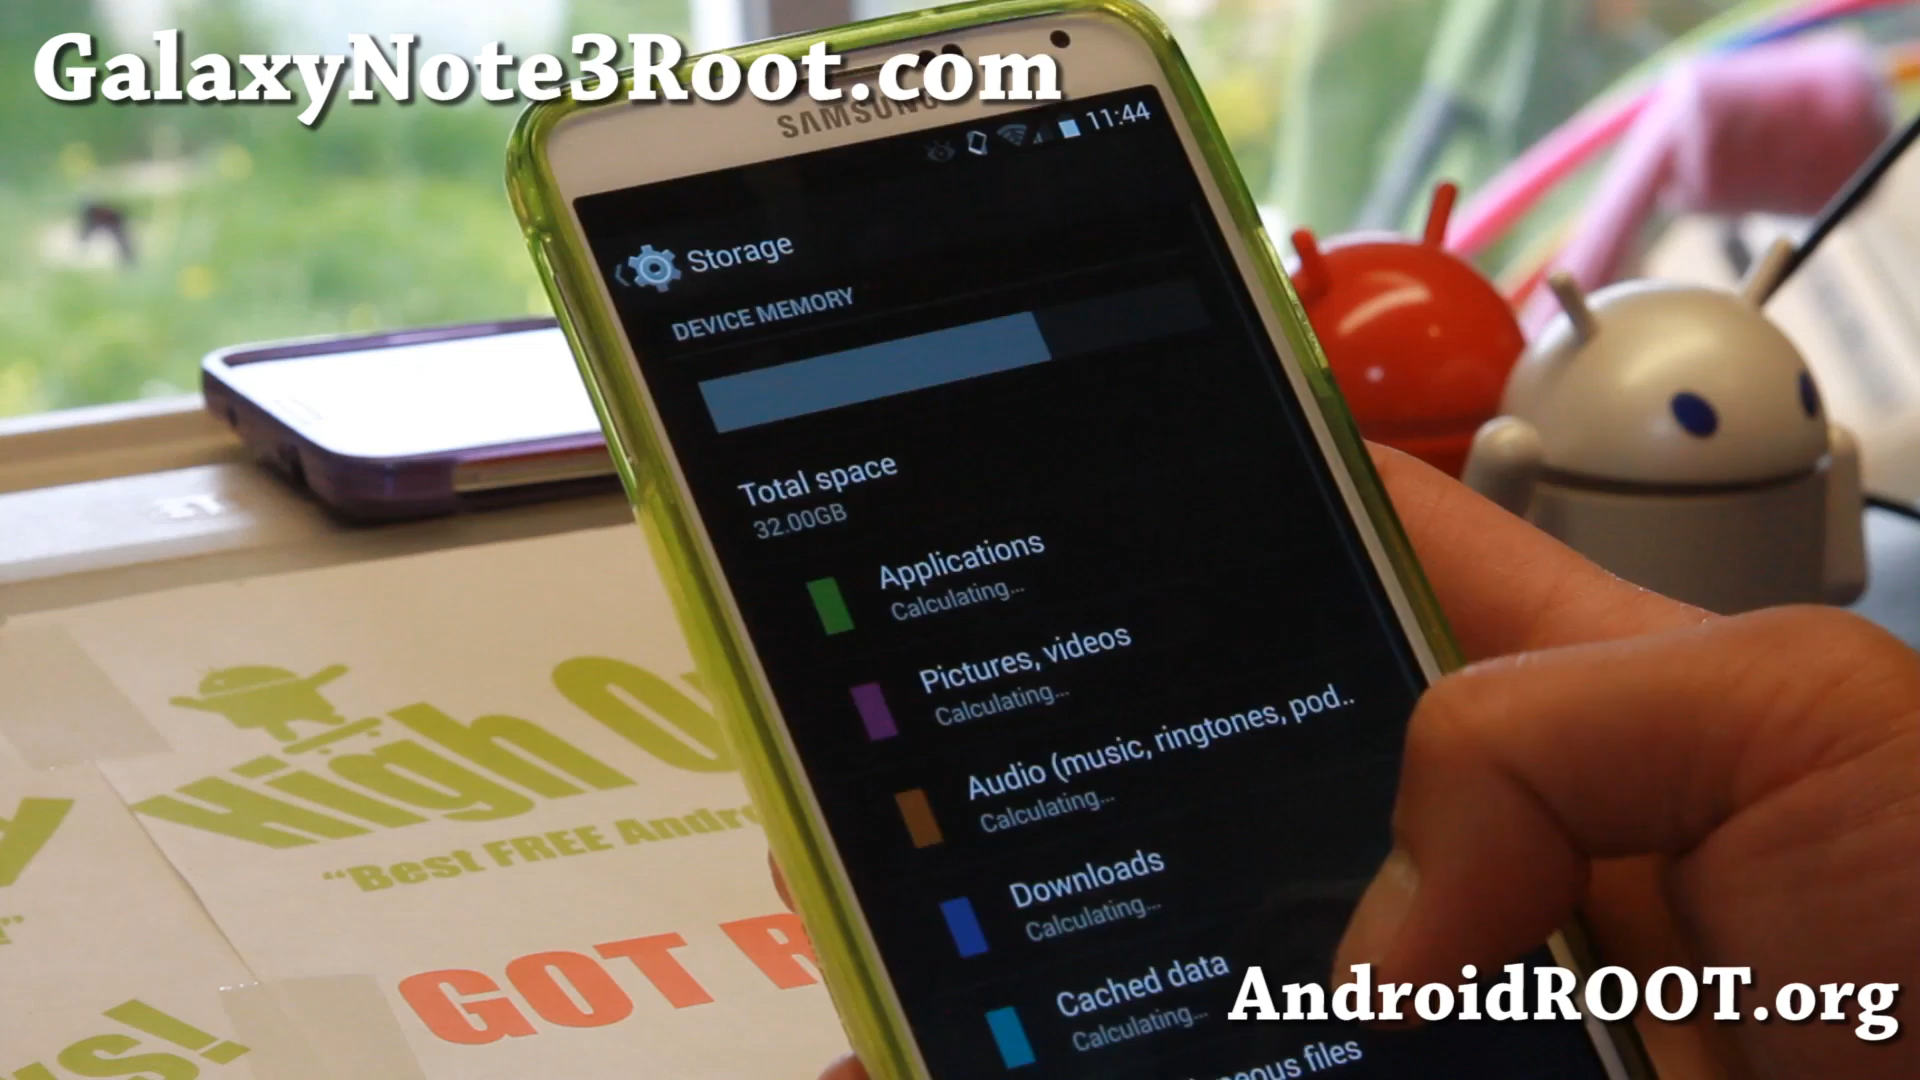 GalaxyNote3Root.com
SAMSUNG
11:44
Storage
DEVICE MEMORY
Total space
32.00GB
Applications
Calculating...
Pictures, videos
Calculating...
Audio (music, ringtones, pod..
Calculating...
Downloads
Calculating...
Cached data
Calculating...
files
High
"Best FREE
GOT
AndroidROOT.org